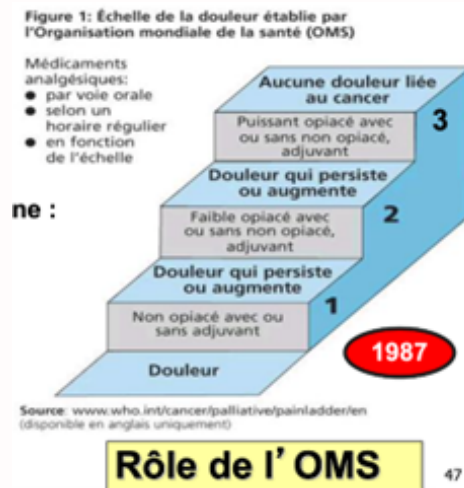 Figure 1: Échelle de la douleur établie par
l'Organisation mondiale de la santé (OMS)
Médicaments
analgésiques:
● par voie orale
● selon un
horaire régulier
● en fonction
de l'échelle
ne :
Aucune douleur liée
au cancer
Puissant opiacé avec
ou sans non opiacé,
adjuvant
3
Douleur qui persiste
ou augmente
Faible opiacé avec
ou sans non opiacé,
adjuvant
2
Douleur qui persiste
ou augmente
Non opiacé avec ou
sans adjuvant
1
Douleur
1987
Source: www.who.int/cancer/palliative/painladder/en
(disponible en anglais uniquement)
Rôle de l' OMS
47